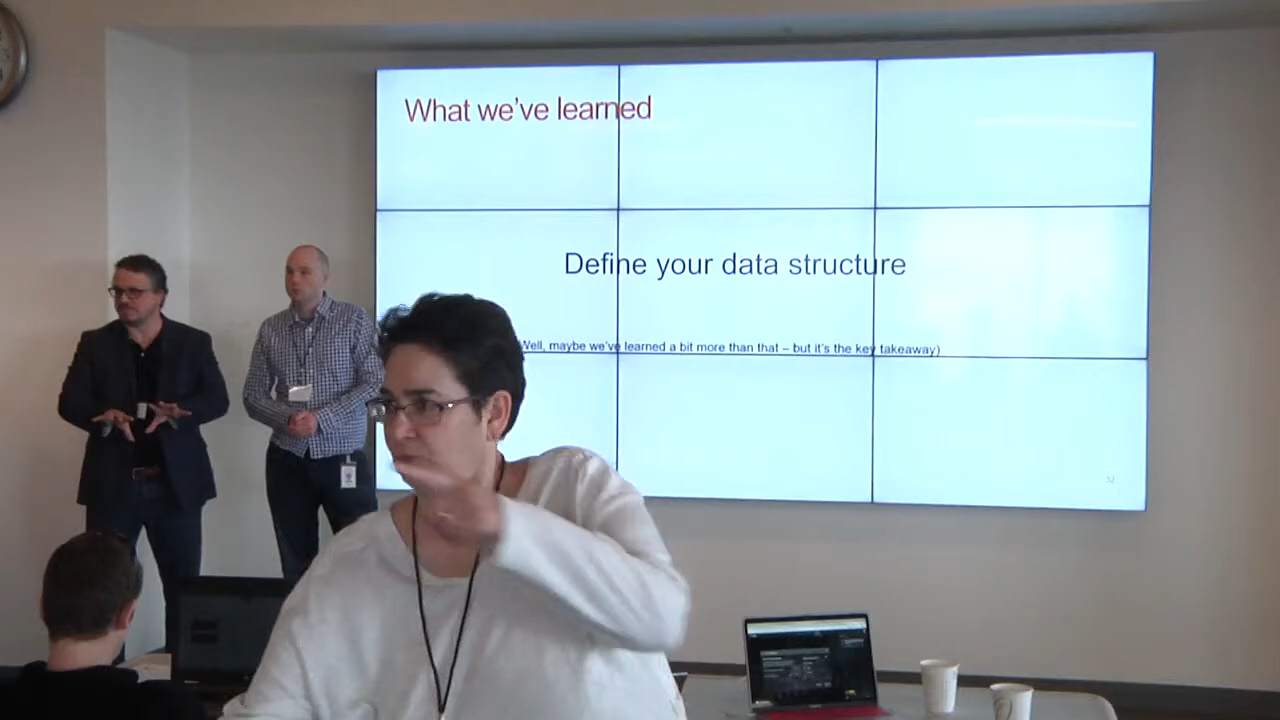 What we've learned
Define your data structure
Well, maybe we've learned a bit more than that – but it's the key takeaway)